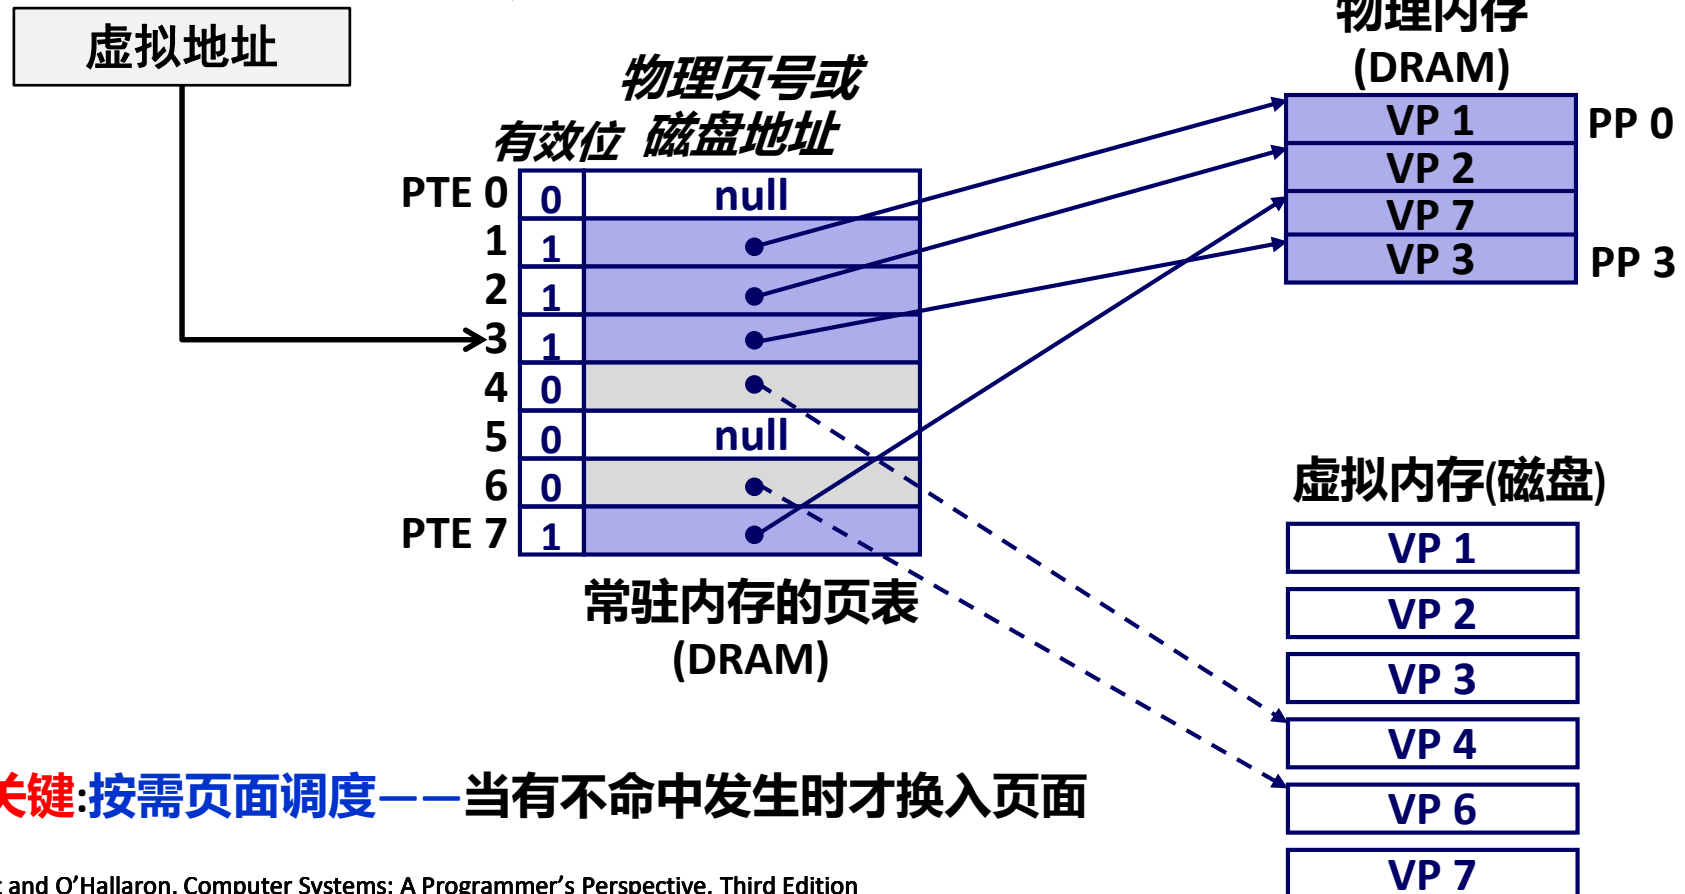 虚拟地址
物理内存
(DRAM)
物理页号或
磁盘地址
有效位
PTE 0 0 null
1 1
2 1
3 1
4 0
5 0 null
6 0
PTE 7 1
常驻内存的页表
(DRAM)
VP 1 PP 0
VP 2
VP 7
VP 3 PP 3
虚拟内存(磁盘)
VP 1
VP 2
VP 3
VP 4
VP 6
VP 7
关键:按需页面调度——当有不命中发生时才换入页面
and O'Hallaron, Computer Systems: A Programmer's Perspective, Third Edition